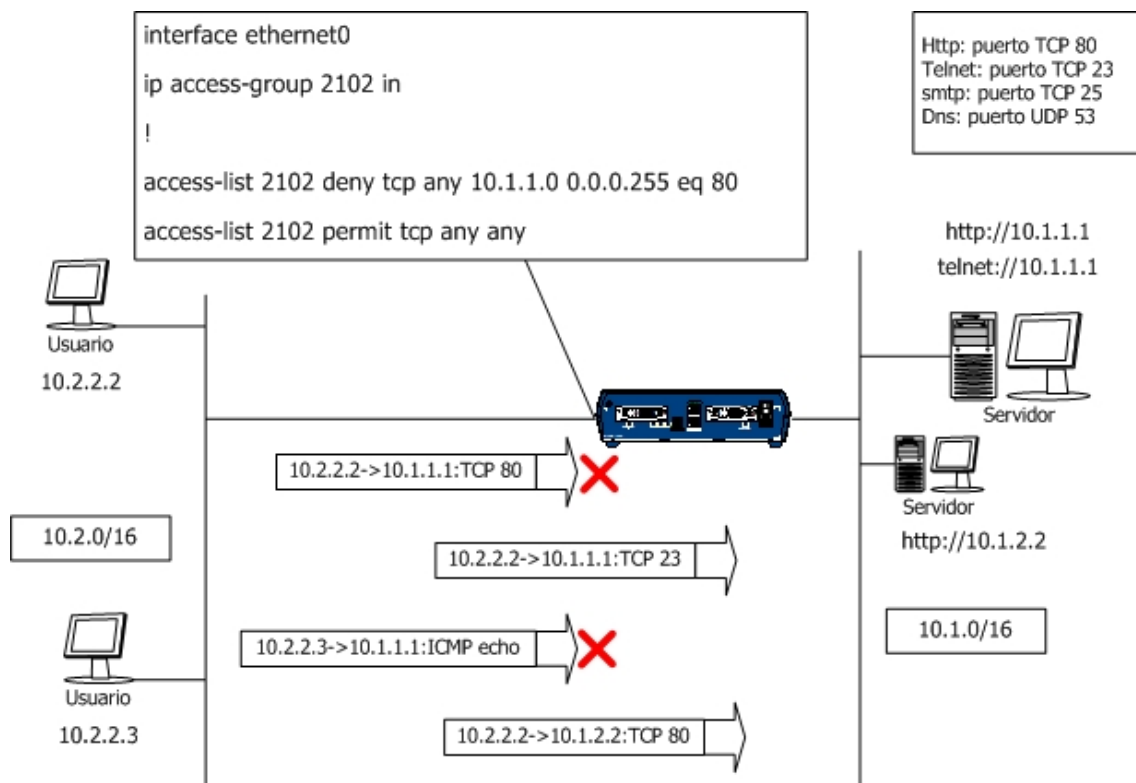 interface ethernet0
ip access-group 2102 in
!
access-list 2102 deny tcp any 10.1.1.0 0.0.0.255 eq 80
access-list 2102 permit tcp any any
Http: puerto TCP 80
Telnet: puerto TCP 23
smtp: puerto TCP 25
Dns: puerto UDP 53
http://10.1.1.1
telnet://10.1.1.1
Usuario
10.2.2.2
Servidor
10.2.2.2->10.1.1.1:TCP 80
Servidor
http://10.1.2.2
10.2.0/16
10.2.2.2->10.1.1.1:TCP 23
10.1.0/16
10.2.2.3->10.1.1.1:ICMP echo
Usuario
10.2.2.3
10.2.2.2->10.1.2.2:TCP 80